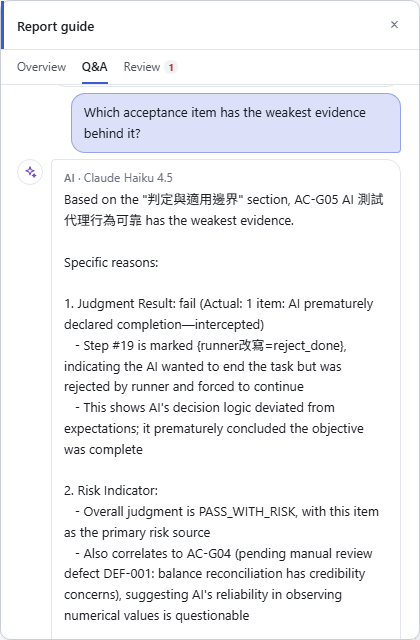 Report guide
×
Overview Q&A Review 1
Which acceptance item has the weakest evidence
behind it?
AI · Claude Haiku 4.5
Based on the "判定與適用邊界" section, AC-G05 AI 測試
代理行為可靠 has the weakest evidence.
Specific reasons:
1. Judgment Result: fail (Actual: 1 item: AI prematurely
declared completion—intercepted)
- Step #19 is marked {runner改寫=reject_done},
indicating the AI wanted to end the task but was
rejected by runner and forced to continue
- This shows AI's decision logic deviated from
expectations; it prematurely concluded the objective
was complete
2. Risk Indicator:
- Overall judgment is PASS_WITH_RISK, with this item
as the primary risk source
- Also correlates to AC-G04 (pending manual review
defect DEF-001: balance reconciliation has credibility
concerns), suggesting AI's reliability in observing
numerical values is questionable